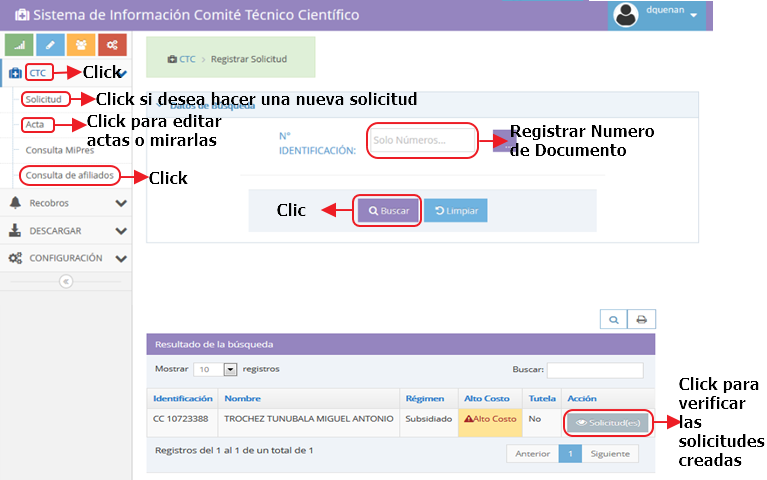 Sistema de Información Comité Técnico Científico
dquenan
CTC
Click
CTC > Registrar Solicitud
Solicitud
Click si desea hacer una nueva solicitud
Datos de Búsqueda
Acta
Click para editar
actas o mirarlas
N°
IDENTIFICACIÓN:
Solo Números...
Registrar Numero
de Documento
Consulta MiPres
Consulta de afiliados
Click
Recobros
Clic
Buscar
Limpiar
DESCARGAR
CONFIGURACIÓN
Resultado de la búsqueda
Mostrar 10 registros
Buscar:
Identificación Nombre Régimen Alto Costo Tutela Acción
CC 10723388 TROCHEZ TUNUBALA MIGUEL ANTONIO Subsidiado Alto Costo No Solicitud(es)
Click para
verificar
las
solicitudes
creadas
Registros del 1 al 1 de un total de 1
Anterior 1 Siguiente